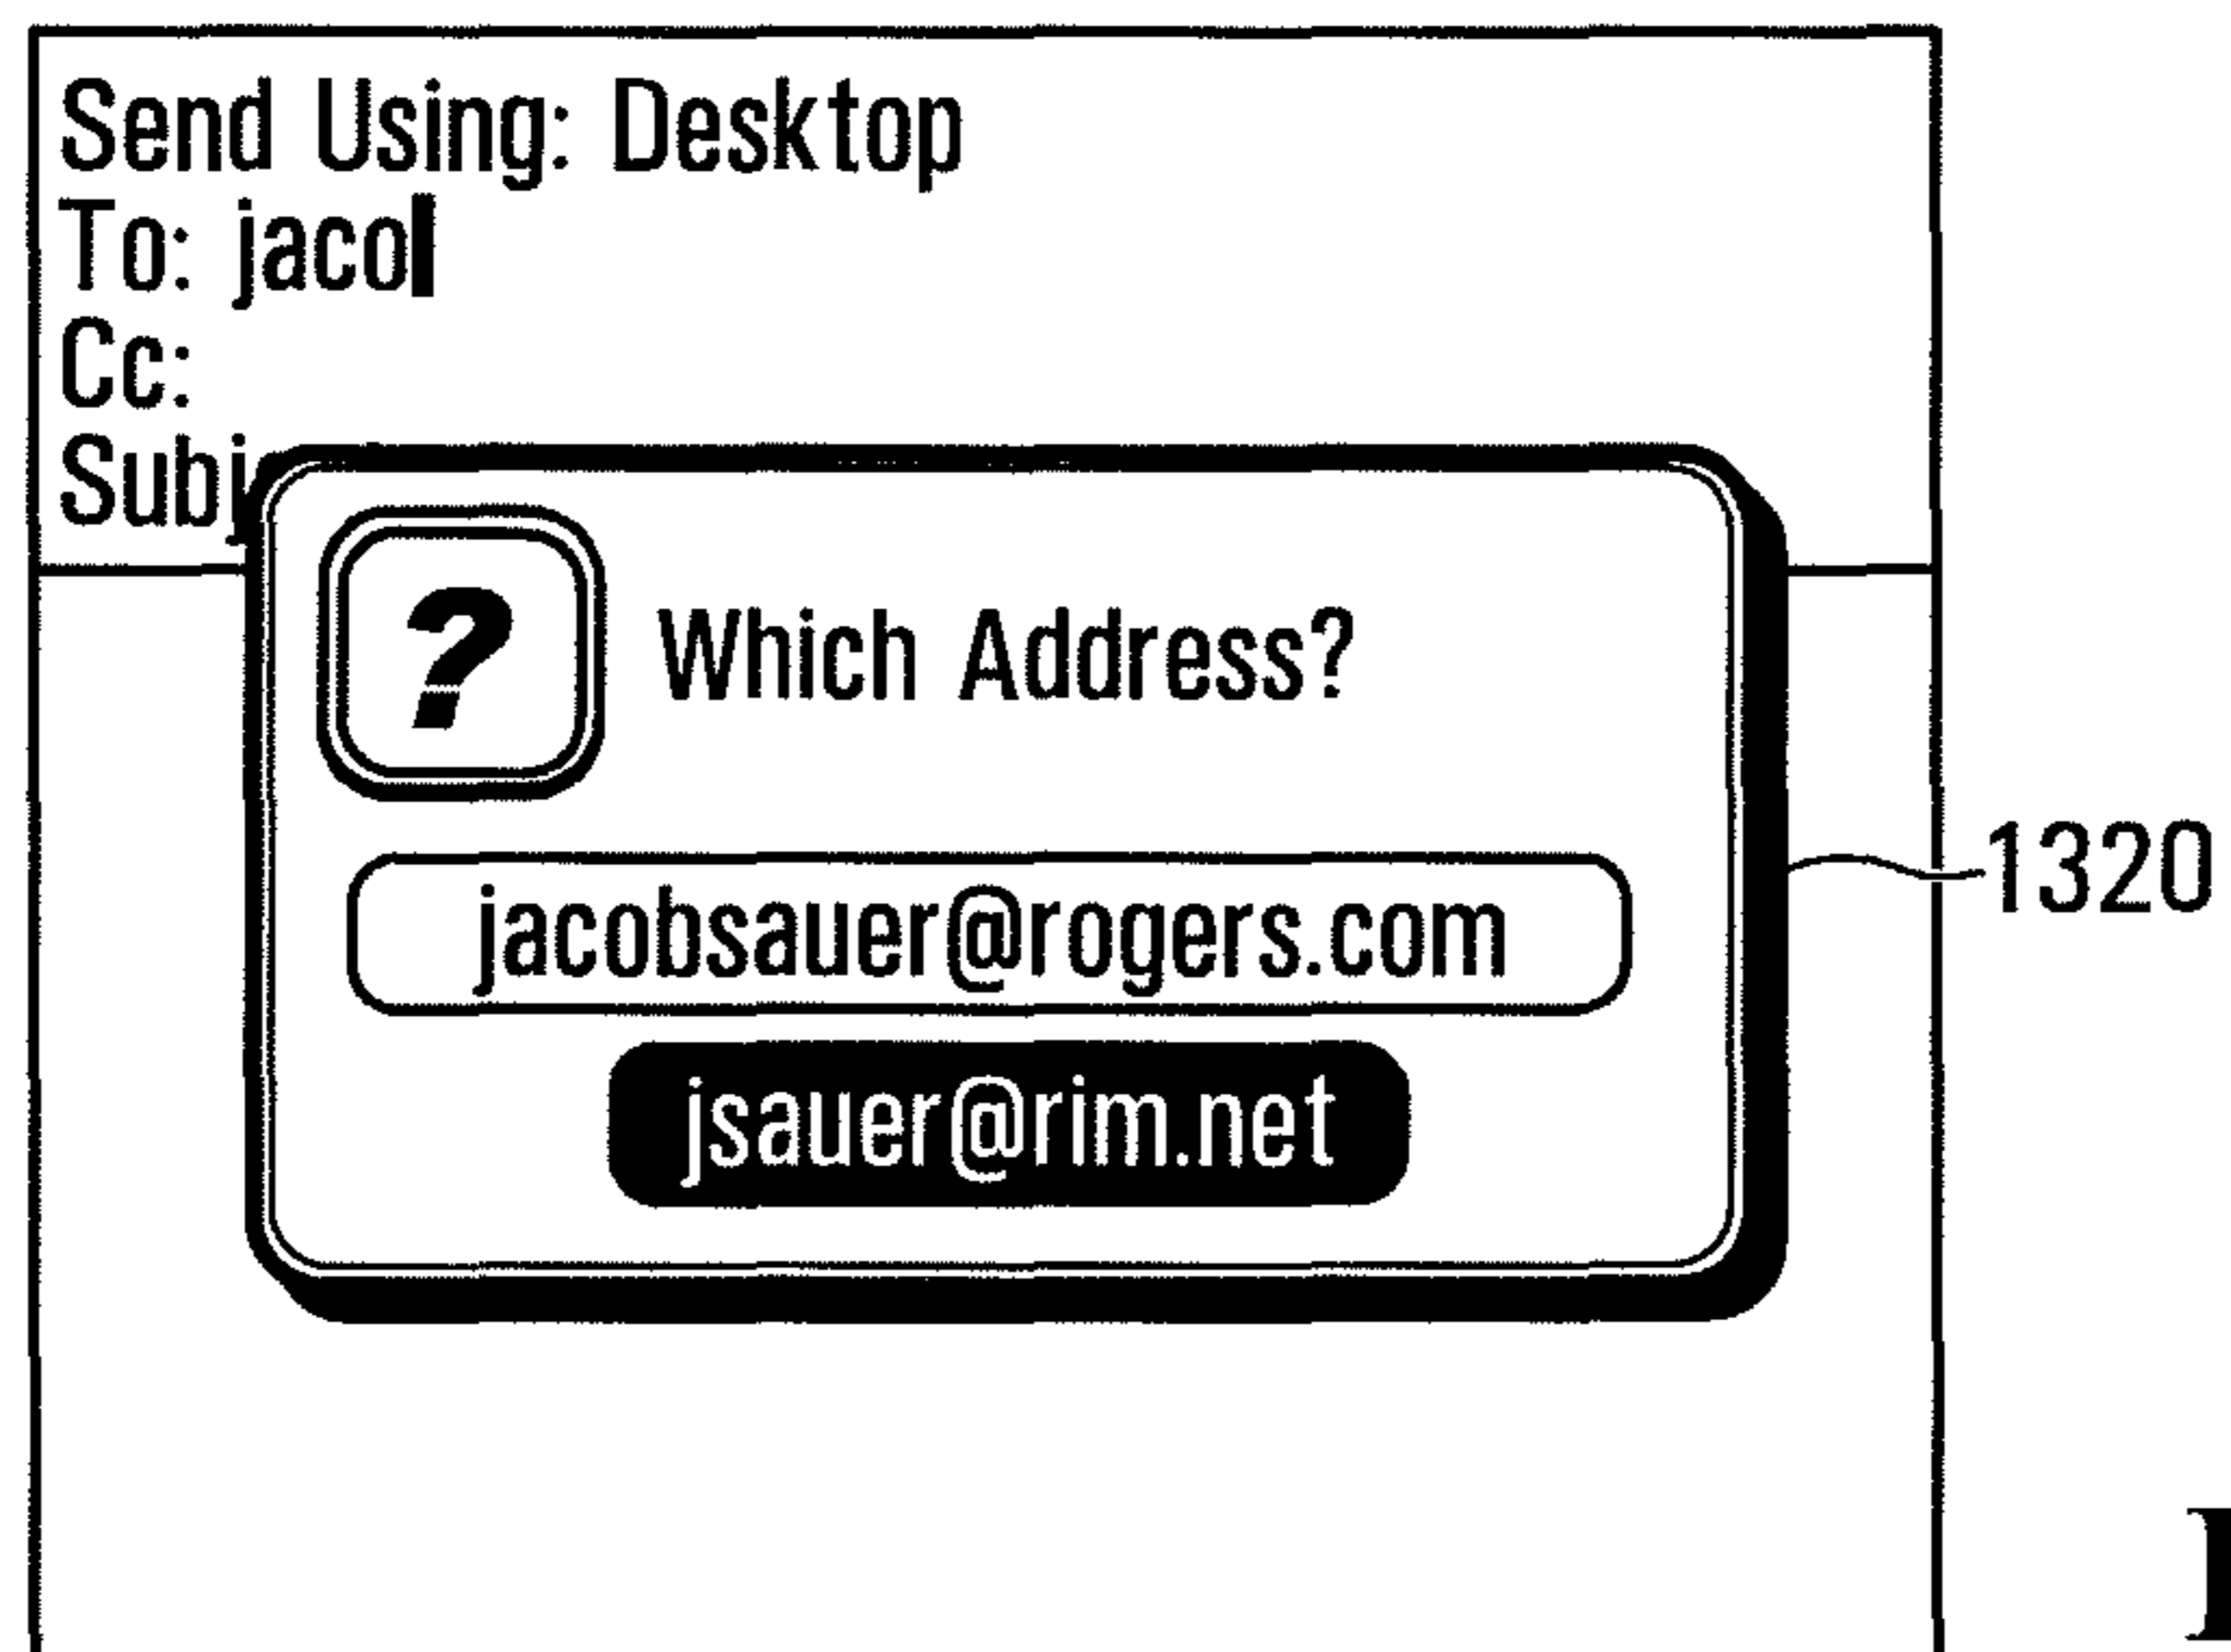 Send Using: Desktop
To: jaco
Cc:
Subj
? Which Address?
jacobsauer@rogers.com
1320
jsauer@rim.net